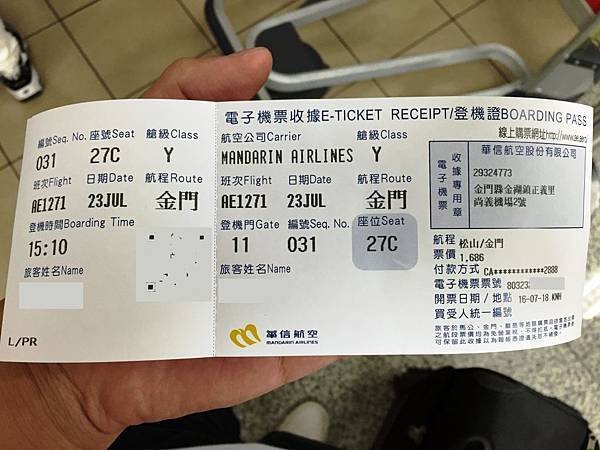 電子機票收據E-TICKET RECEIPT/登機證BOARDING PASS
線上購票網址http://www
編號Seq. No. 座號Seat 艙級Class
031 27C Y
班次Flight 日期Date 航程Route
AE1271 23JUL 金門
登機時間Boarding Time
15:10
旅客姓名Name
L/PR
航空公司Carrier 艙級Class
MANDARIN AIRLINES Y
班次Flight 日期Date 航程Route
AE1271 23JUL 金門
登機門Gate 編號Seq. No. 座位Seat
11 031 27C
旅客姓名Name
華信航空
MANDARIN AIRLINES
電子機票
收據專用章
華信航空股份有限公司
29324773
金門縣金湖鎮正義里
尚義機場2號
航程 松山/金門
票價 1,686
付款方式 CA************2888
電子機票票號 80323
開票日期/地點 16-07-18 KNH
買受人統一編號